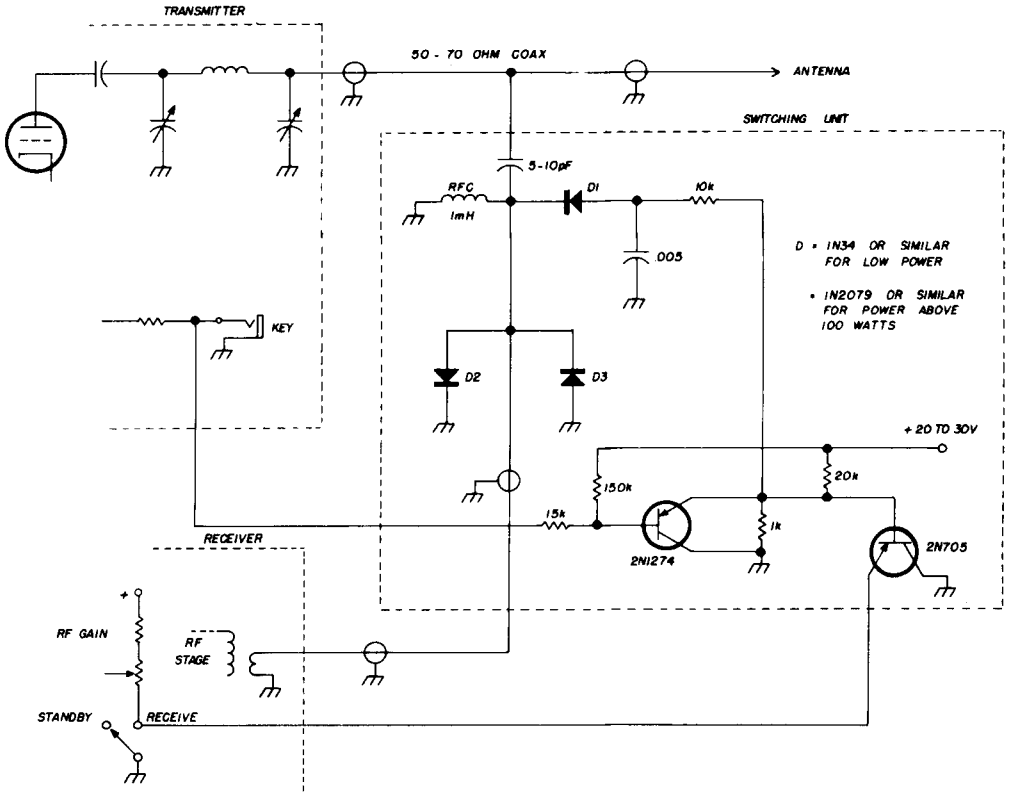 TRANSMITTER
50 - 70 OHM COAX
ANTENNA
SWITCHING UNIT
5-10pF
RFC
1mH
D1
10k
.005
D = 1N34 OR SIMILAR
FOR LOW POWER
= 1N2079 OR SIMILAR
FOR POWER ABOVE
100 WATTS
KEY
D2
D3
+ 20 TO 30V
150k
20k
15k
1k
2N1274
2N705
RECEIVER
+
RF GAIN
RF
STAGE
STANDBY
RECEIVE